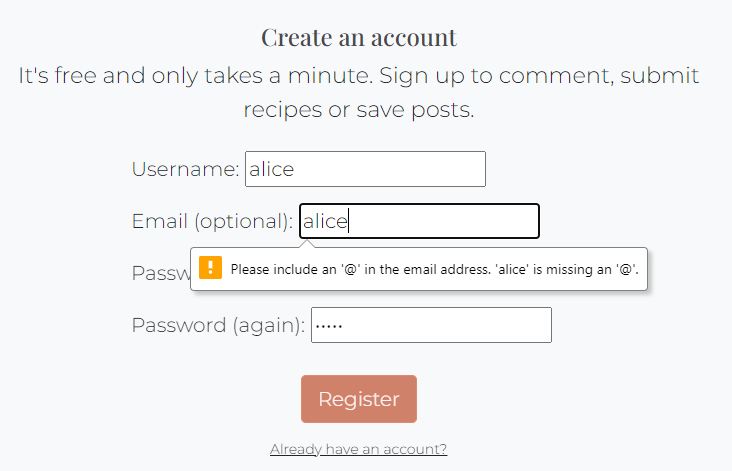 Create an account
It's free and only takes a minute. Sign up to comment, submit
recipes or save posts.
Username: alice
Email (optional): alice
Please include an '@' in the email address. 'alice' is missing an '@'.
Passw
Password (again): •••••
Register
Already have an account?